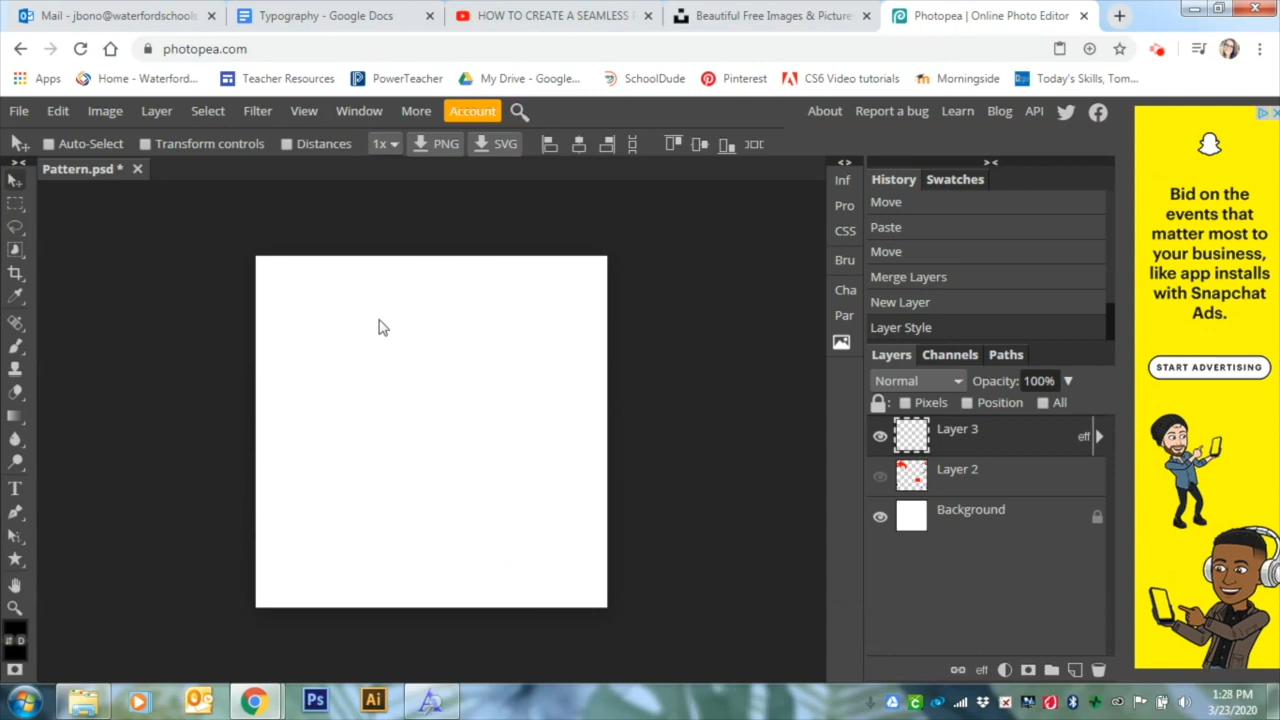 Mail - jbono@waterfordschools
Typography - Google Docs
HOW TO CREATE A SEAMLESS
Beautiful Free Images & Picture
Photopea | Online Photo Editor
photopea.com
Apps
Home - Waterford...
Teacher Resources
PowerTeacher
My Drive - Google...
SchoolDude
Pinterest
CS6 Video tutorials
Morningside
Today's Skills, Tom...
File Edit Image Layer Select Filter View Window More Account
About Report a bug Learn Blog API
Auto-Select Transform controls Distances 1x PNG SVG
Pattern.psd *
Inf
Pro
CSS
Bru
Cha
Par
History Swatches
Move
Paste
Move
Merge Layers
New Layer
Layer Style
Layers Channels Paths
Normal Opacity: 100%
: Pixels Position All
Layer 3 eff
Layer 2
Background
eff
Bid on the
events that
matter most to
your business,
like app installs
with Snapchat
Ads.
START ADVERTISING
T
D
Ps
Ai
1:28 PM
3/23/2020